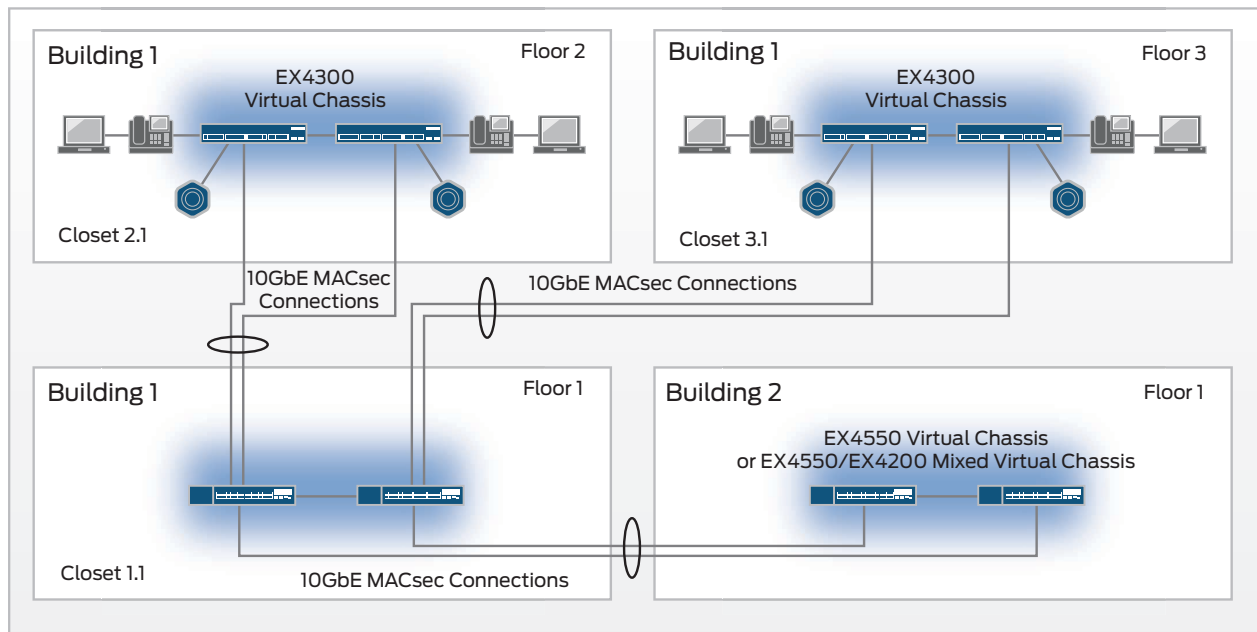 Building 1
Floor 2
EX4300
Virtual Chassis
Closet 2.1
Building 1
Floor 3
EX4300
Virtual Chassis
Closet 3.1
10GbE MACsec
Connections
10GbE MACsec Connections
Building 1
Floor 1
Closet 1.1
Building 2
Floor 1
EX4550 Virtual Chassis
or EX4550/EX4200 Mixed Virtual Chassis
10GbE MACsec Connections